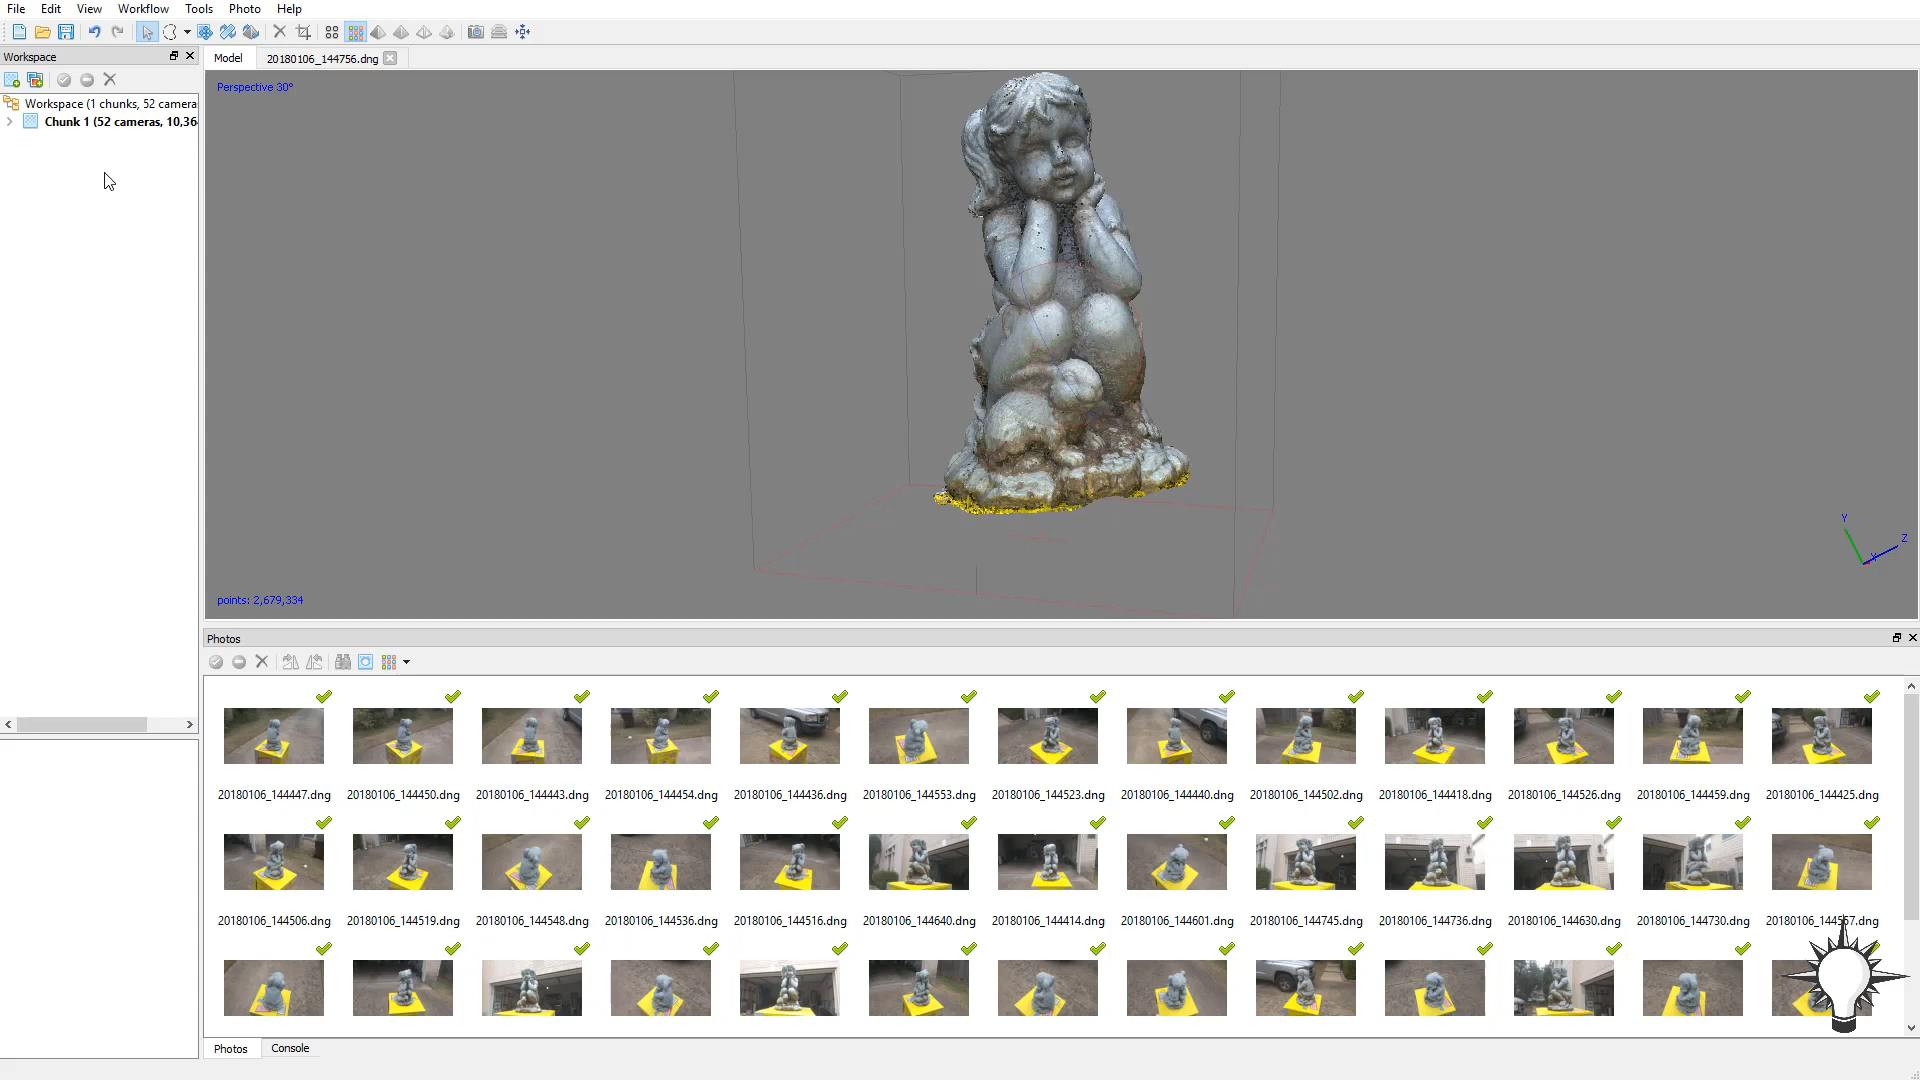 File Edit View Workflow Tools Photo Help
Workspace
Model 20180106_144756.dng
Workspace (1 chunks, 52 camera
Chunk 1 (52 cameras, 10,36
Perspective 30°
Y
Z
X
points: 2,679,334
Photos
20180106_144447.dng 20180106_144450.dng 20180106_144443.dng 20180106_144454.dng 20180106_144436.dng 20180106_144553.dng 20180106_144523.dng 20180106_144440.dng 20180106_144502.dng 20180106_144418.dng 20180106_144526.dng 20180106_144459.dng 20180106_144425.dng
20180106_144506.dng 20180106_144519.dng 20180106_144548.dng 20180106_144536.dng 20180106_144516.dng 20180106_144640.dng 20180106_144414.dng 20180106_144601.dng 20180106_144745.dng 20180106_144736.dng 20180106_144630.dng 20180106_144730.dng
Photos Console